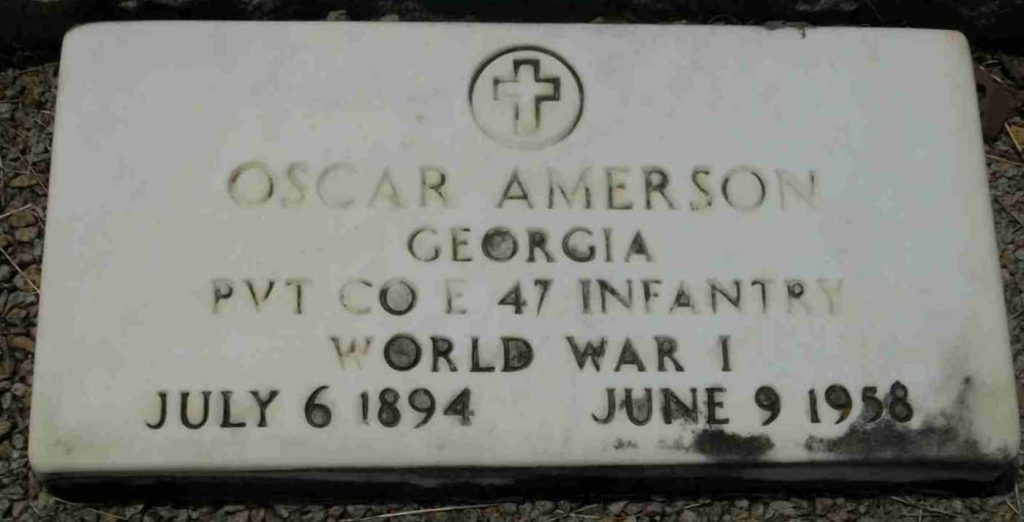 OSCAR AMERSON
GEORGIA
PVT CO E 47 INFANTRY
WORLD WAR I
JULY 6 1894 JUNE 9 1958